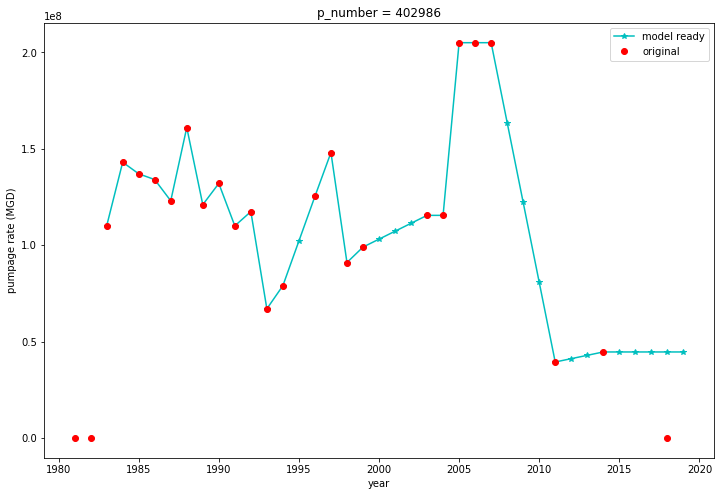 p_number = 402986
1e8
model ready
original
2.0
1.5
1.0
0.5
0.0
pumpage rate (MGD)
1980 1985 1990 1995 2000 2005 2010 2015 2020
year